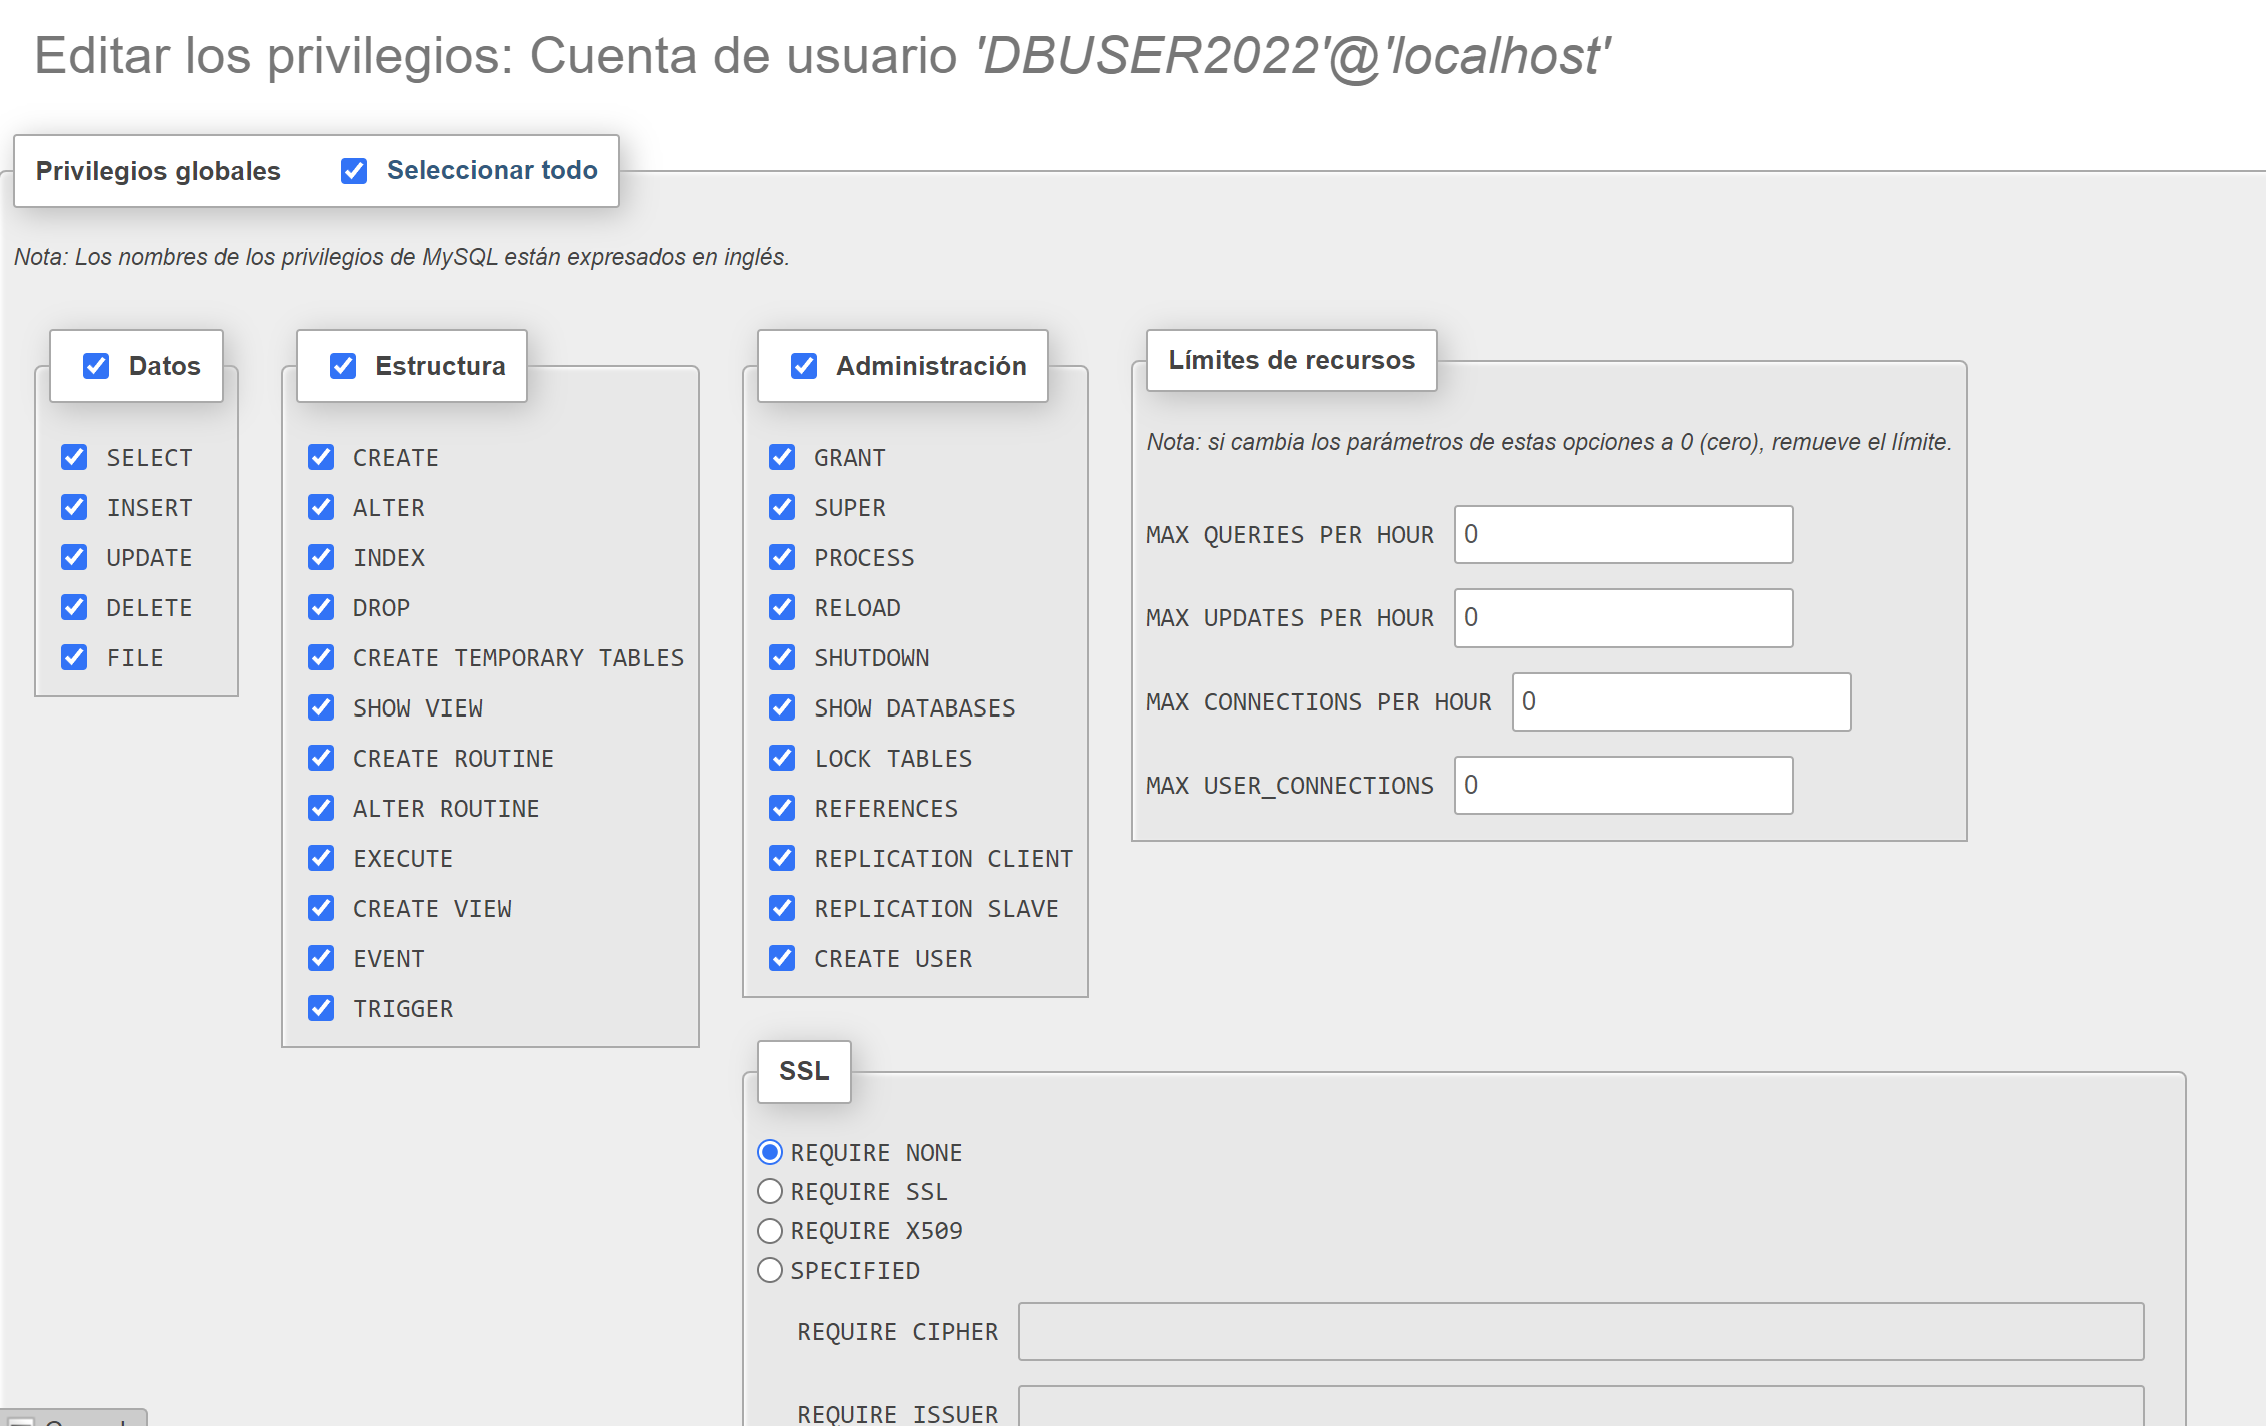 Editar los privilegios: Cuenta de usuario 'DBUSER2022'@'localhost'
Privilegios globales Seleccionar todo
Nota: Los nombres de los privilegios de MySQL están expresados en inglés.
Datos
SELECT
INSERT
UPDATE
DELETE
FILE
Estructura
CREATE
ALTER
INDEX
DROP
CREATE TEMPORARY TABLES
SHOW VIEW
CREATE ROUTINE
ALTER ROUTINE
EXECUTE
CREATE VIEW
EVENT
TRIGGER
Administración
GRANT
SUPER
PROCESS
RELOAD
SHUTDOWN
SHOW DATABASES
LOCK TABLES
REFERENCES
REPLICATION CLIENT
REPLICATION SLAVE
CREATE USER
Límites de recursos
Nota: si cambia los parámetros de estas opciones a 0 (cero), remueve el límite.
MAX QUERIES PER HOUR 0
MAX UPDATES PER HOUR 0
MAX CONNECTIONS PER HOUR 0
MAX USER_CONNECTIONS 0
SSL
REQUIRE NONE
REQUIRE SSL
REQUIRE X509
SPECIFIED
REQUIRE CIPHER
REQUIRE ISSUER